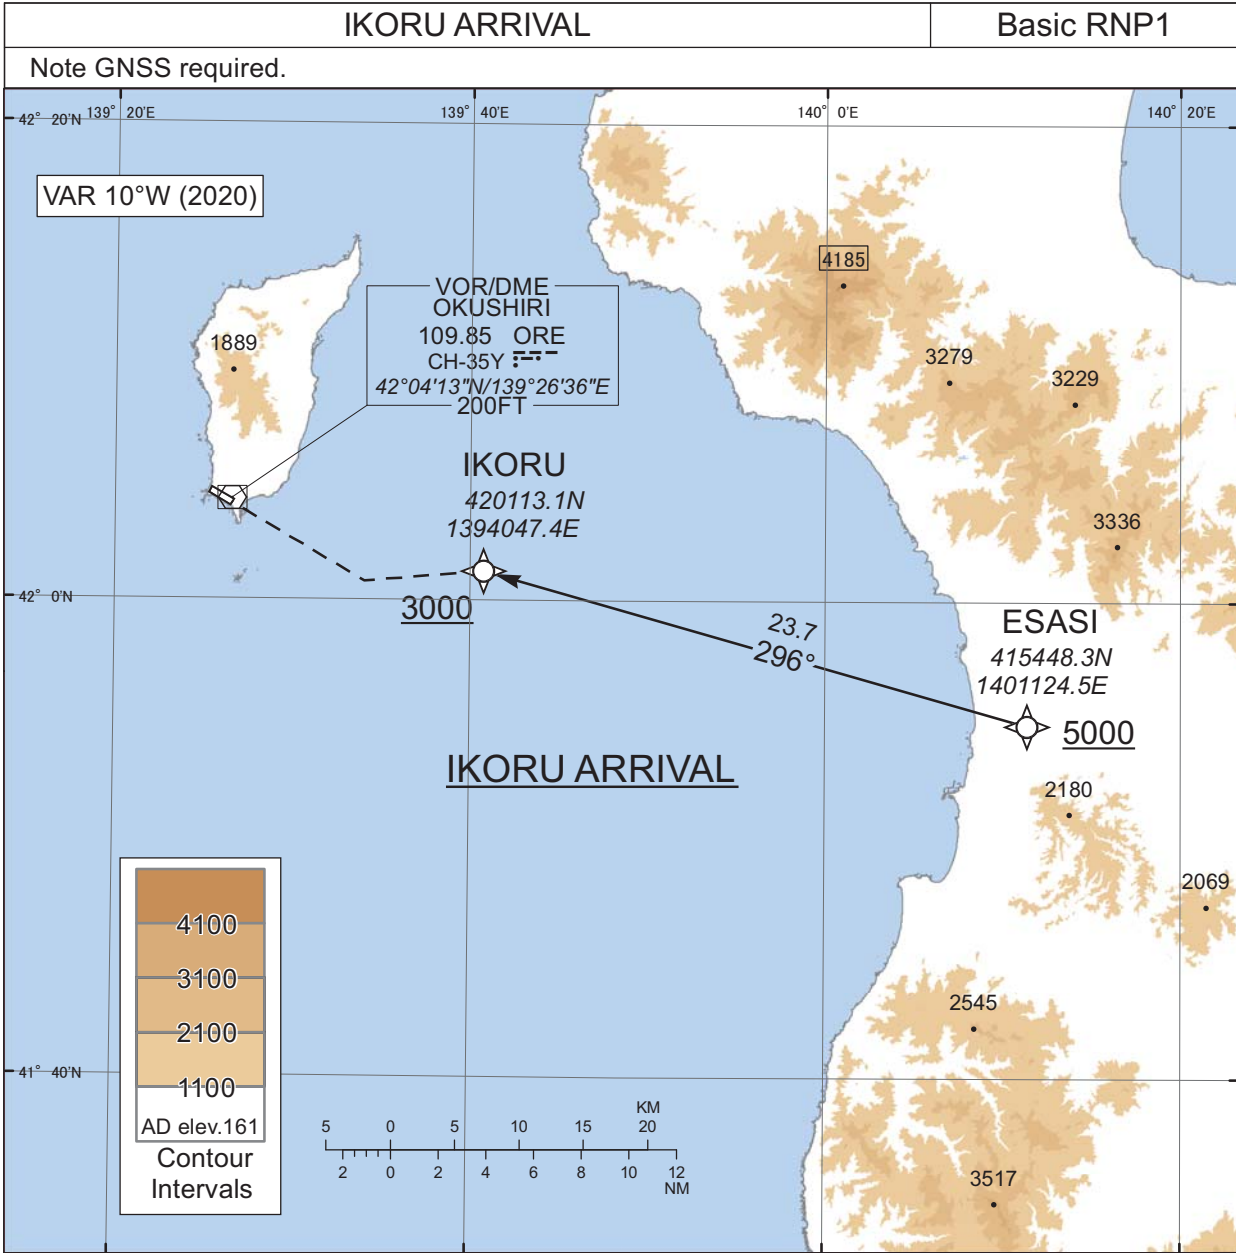 IKORU ARRIVAL
Basic RNP1
Note GNSS required.
139° 20'E
139° 40'E
140° 0'E
140° 20'E
42° 20'N
VAR 10°W (2020)
4185
VOR/DME
OKUSHIRI
109.85 ORE
CH-35Y
42°04'13"N/139°26'36"E
200FT
1889
3279
3229
IKORU
420113.1N
1394047.4E
3336
42° 0'N
3000
23.7
296°
ESASI
415448.3N
1401124.5E
5000
IKORU ARRIVAL
2180
2069
4100
3100
2100
1100
AD elev.161
Contour
Intervals
2545
41° 40'N
KM
5 0 5 10 15 20
2 0 2 4 6 8 10 12
NM
3517